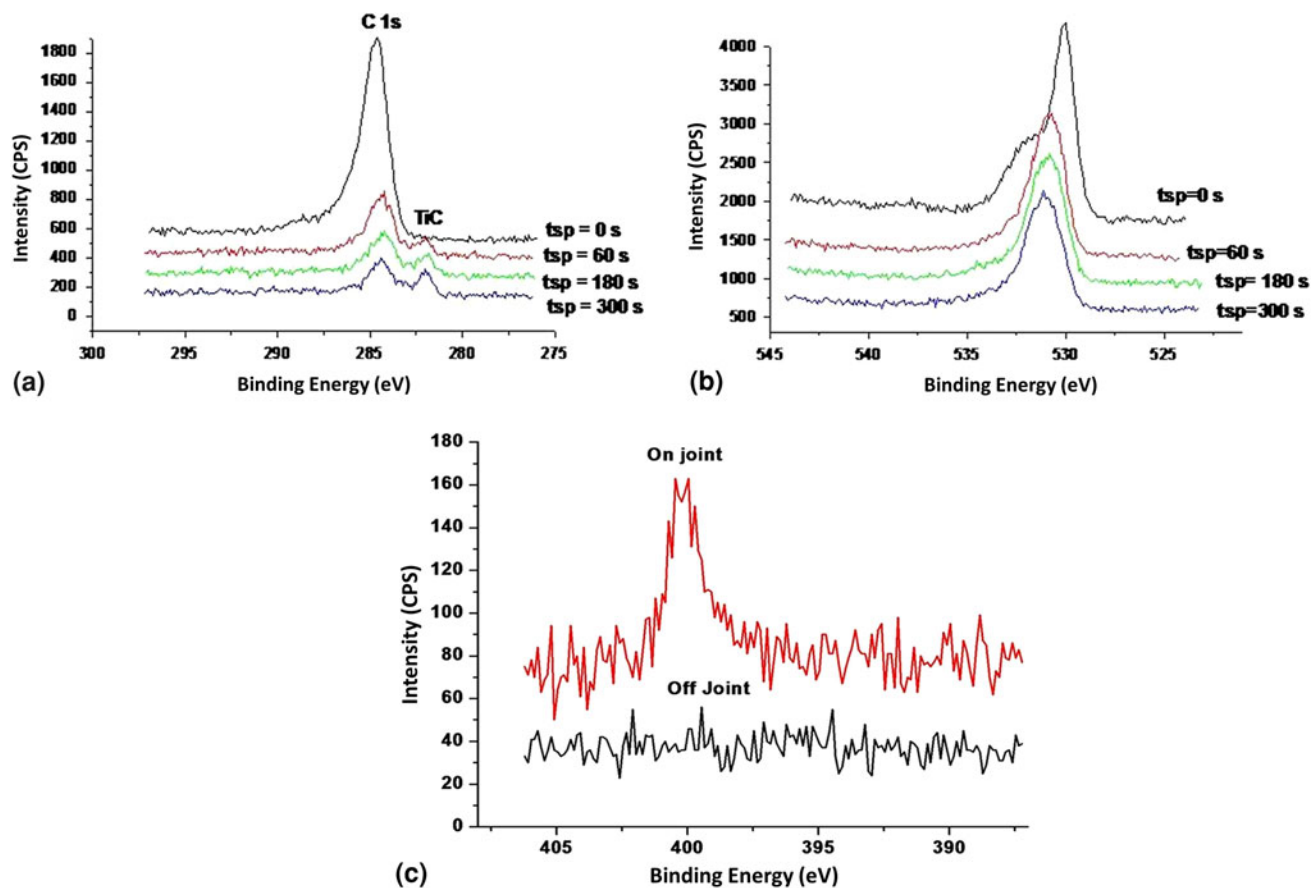 C 1s
1800
1600
1400
1200
1000
800
600
400
200
0
Intensity (CPS)
TiC
tsp = 0 s
tsp = 60 s
tsp = 180 s
tsp = 300 s
300
295
290
285
280
275
Binding Energy (eV)
(a)
4000
3500
3000
2500
2000
1500
1000
500
Intensity (CPS)
tsp=0 s
tsp=60 s
tsp= 180 s
tsp=300 s
545
540
535
530
525
Binding Energy (eV)
(b)
180
160
140
120
100
80
60
40
20
0
Intensity (CPS)
On joint
Off Joint
405
400
395
390
Binding Energy (eV)
(c)